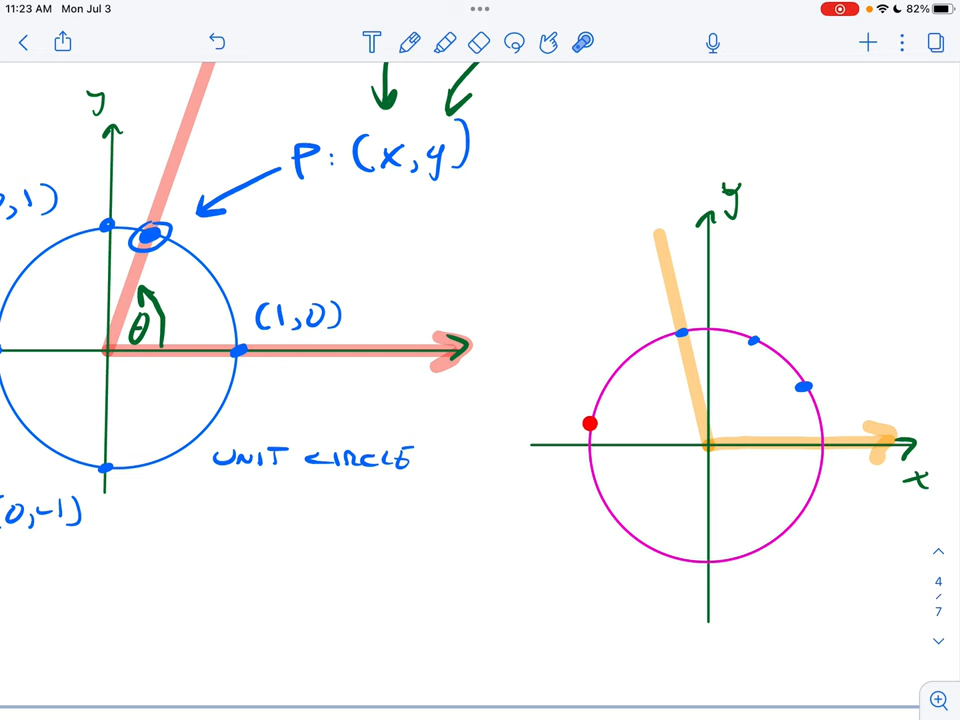 11:23 AM Mon Jul 3
82%
T
y
P: (x,y)
,1)
y
θ
(1,0)
UNIT CIRCLE
x
0,-1)
4
/
7